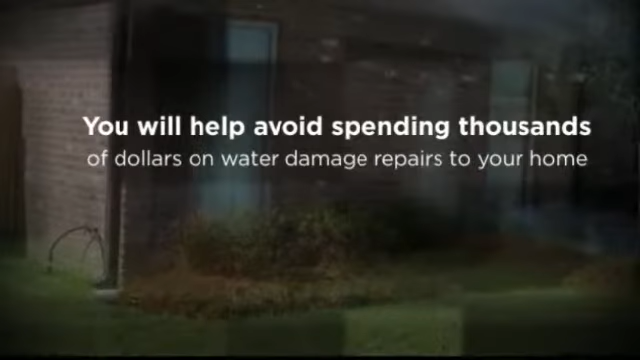 You will help avoid spending thousands
of dollars on water damage repairs to your home